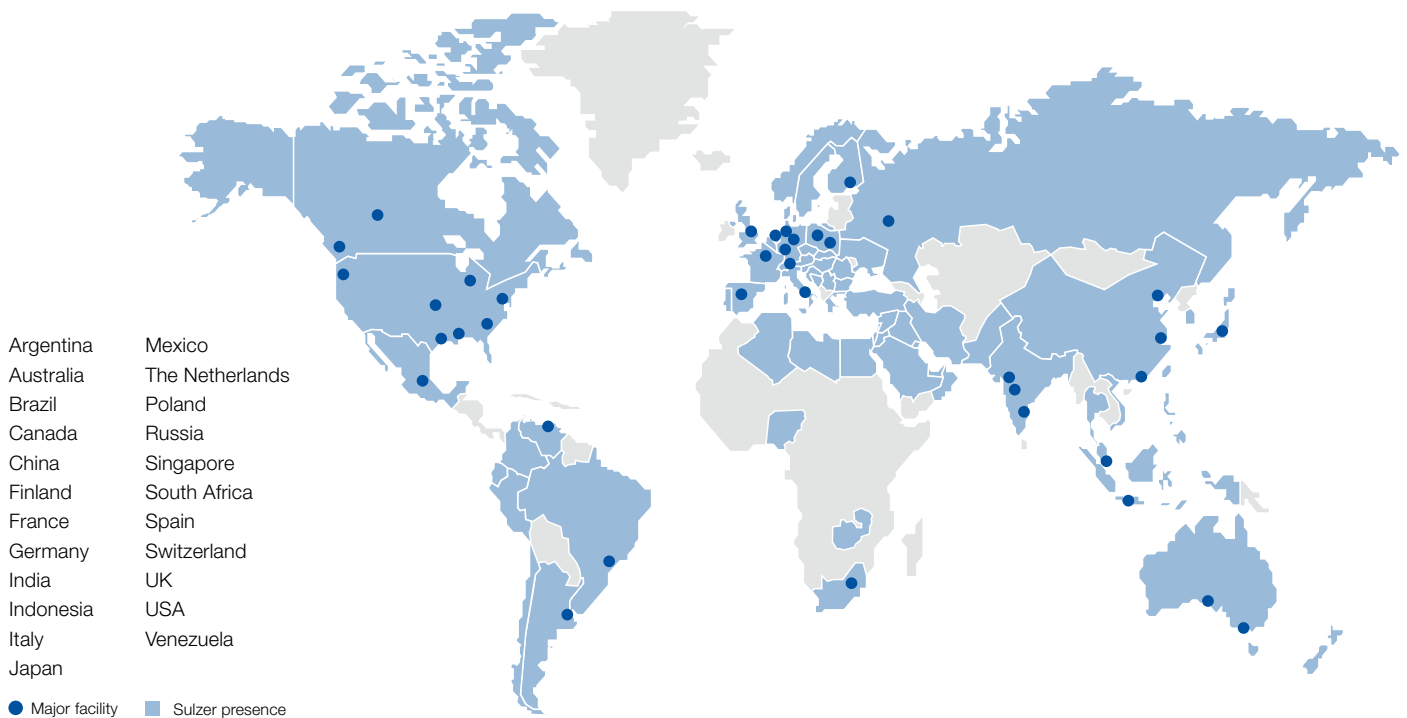 Argentina
Australia
Brazil
Canada
China
Finland
France
Germany
India
Indonesia
Italy
Japan
Mexico
The Netherlands
Poland
Russia
Singapore
South Africa
Spain
Switzerland
UK
USA
Venezuela
Major facility
Sulzer presence